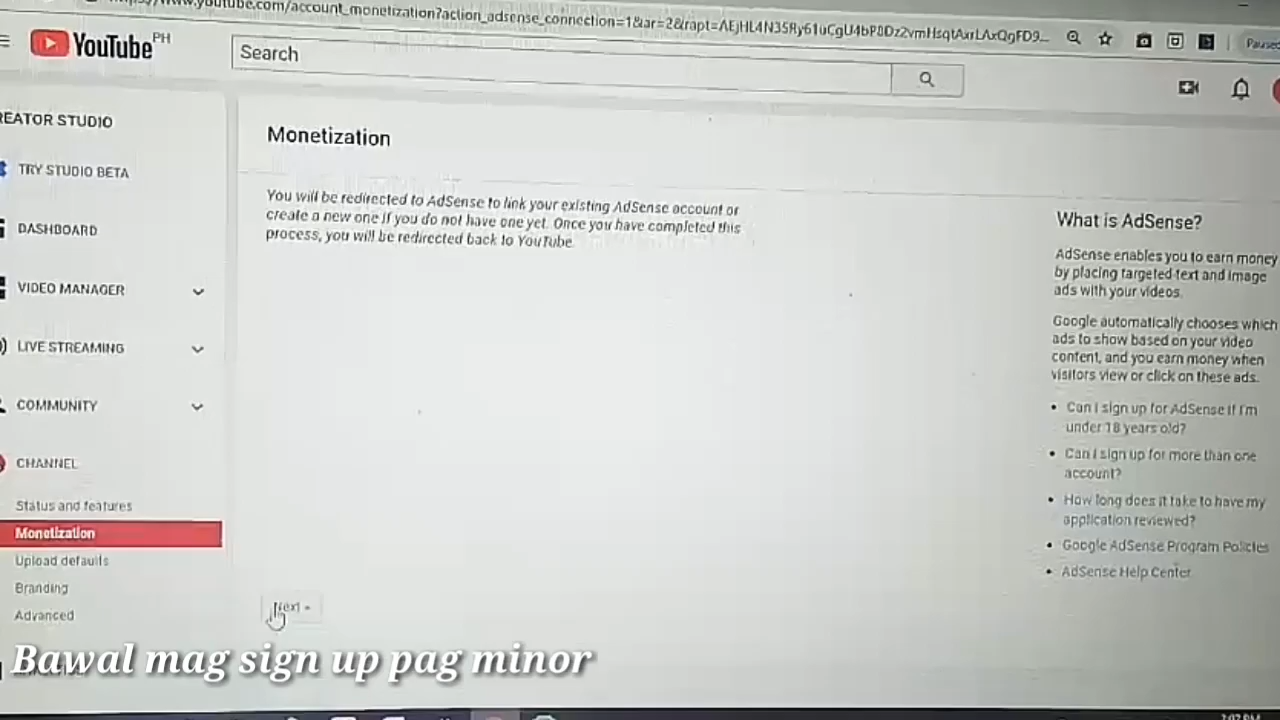 YouTube PH
Search
Paused
CREATOR STUDIO
TRY STUDIO BETA
DASHBOARD
VIDEO MANAGER
LIVE STREAMING
COMMUNITY
CHANNEL
Status and features
Monetization
Upload defaults
Branding
Advanced
Monetization
You will be redirected to AdSense to link your existing AdSense account or
create a new one if you do not have one yet. Once you have completed this
process, you will be redirected back to YouTube.
Next
What is AdSense?
AdSense enables you to earn money
by placing targeted text and image
ads with your videos.
Google automatically chooses which
ads to show based on your video
content, and you earn money when
visitors view or click on these ads.
• Can I sign up for AdSense if I'm
under 18 years old?
• Can I sign up for more than one
account?
• How long does it take to have my
application reviewed?
• Google AdSense Program Policies
• AdSense Help Center
Bawal mag sign up pag minor